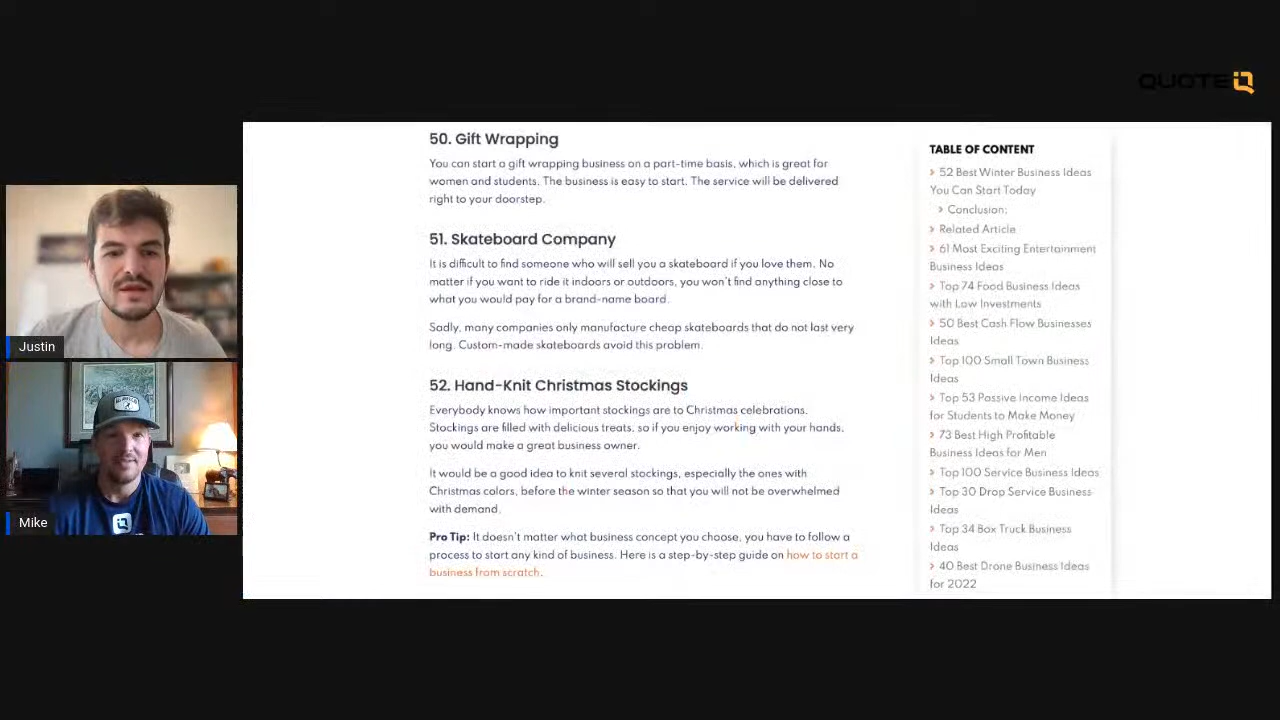 QUOTE IQ
50. Gift Wrapping
You can start a gift wrapping business on a part-time basis, which is great for
women and students. The business is easy to start. The service will be delivered
right to your doorstep.
51. Skateboard Company
It is difficult to find someone who will sell you a skateboard if you love them. No
matter if you want to ride it indoors or outdoors, you won't find anything close to
what you would pay for a brand-name board.
Sadly, many companies only manufacture cheap skateboards that do not last very
long. Custom-made skateboards avoid this problem.
52. Hand-Knit Christmas Stockings
Everybody knows how important stockings are to Christmas celebrations.
Stockings are filled with delicious treats, so if you enjoy working with your hands,
you would make a great business owner.
It would be a good idea to knit several stockings, especially the ones with
Christmas colors, before the winter season so that you will not be overwhelmed
with demand.
Pro Tip: It doesn't matter what business concept you choose, you have to follow a
process to start any kind of business. Here is a step-by-step guide on how to start a
business from scratch.
TABLE OF CONTENT
52 Best Winter Business Ideas
You Can Start Today
Conclusion:
Related Article
61 Most Exciting Entertainment
Business Ideas
Top 74 Food Business Ideas
with Low Investments
50 Best Cash Flow Businesses
Ideas
Top 100 Small Town Business
Ideas
Top 53 Passive Income Ideas
for Students to Make Money
73 Best High Profitable
Business Ideas for Men
Top 100 Service Business Ideas
Top 30 Drop Service Business
Ideas
Top 34 Box Truck Business
Ideas
40 Best Drone Business Ideas
for 2022
Justin
Mike